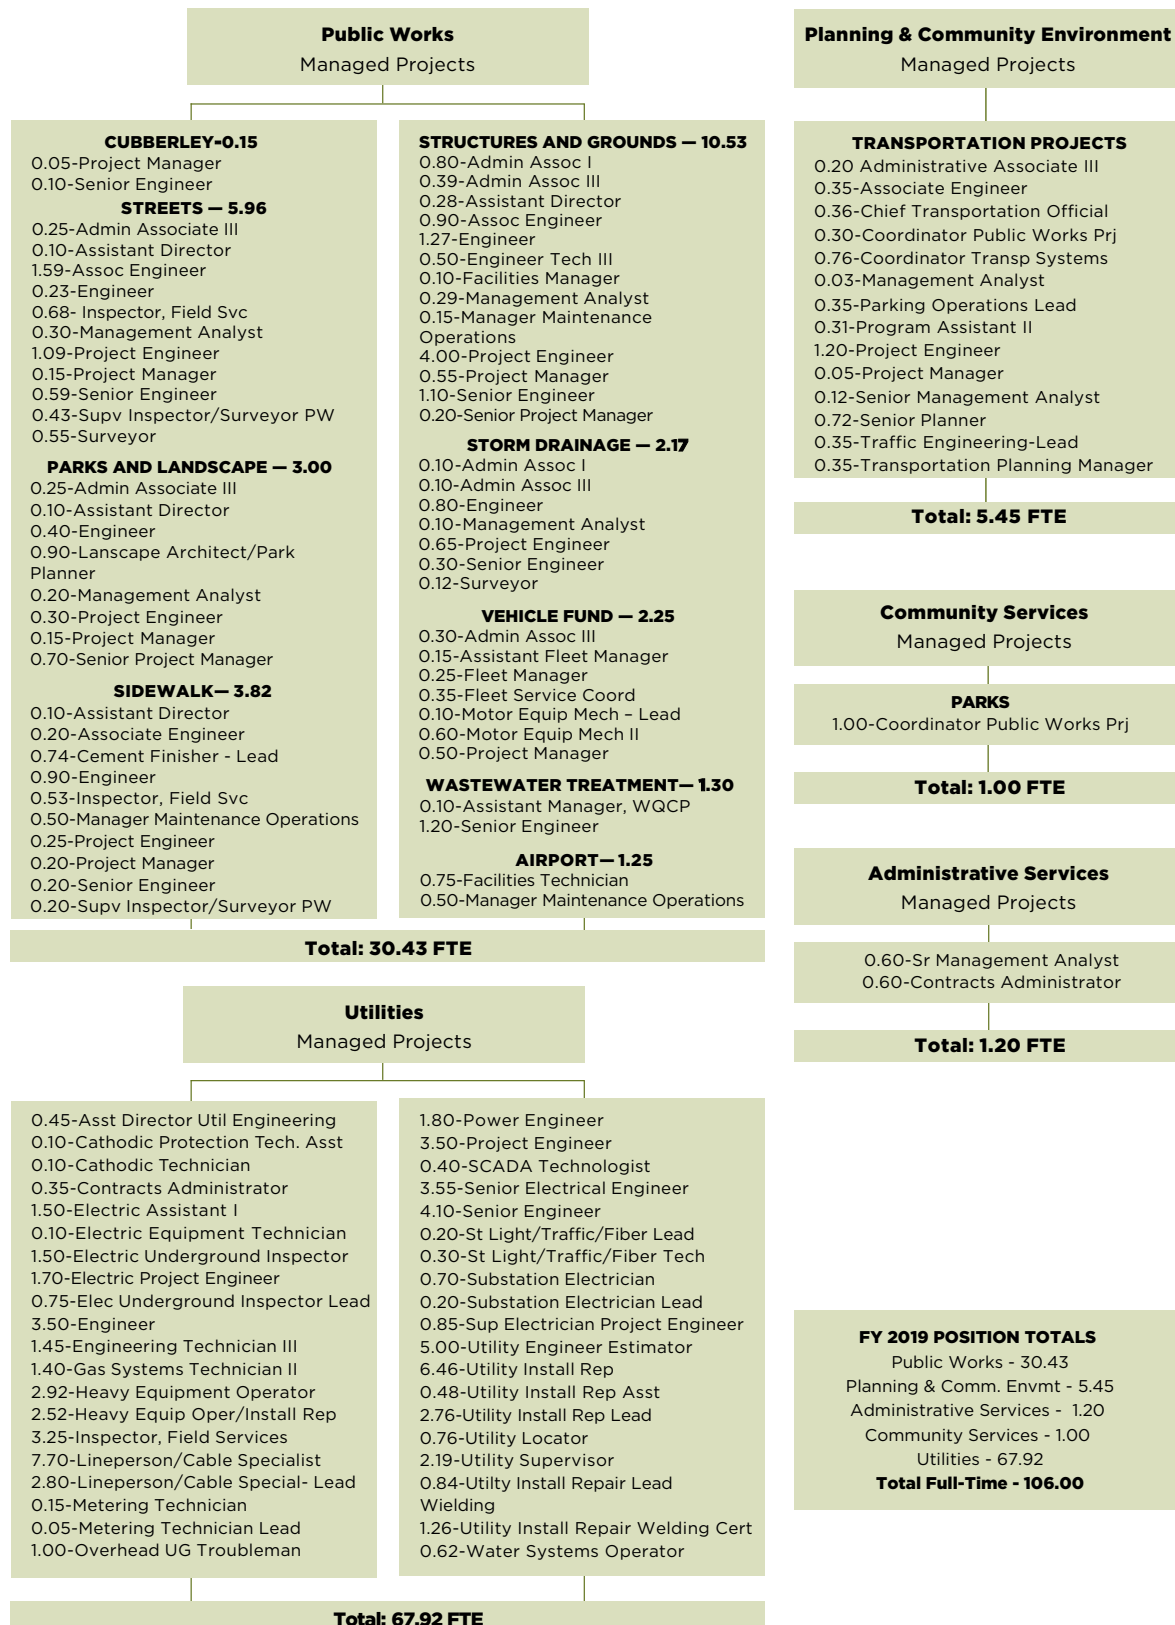 Public Works
Managed Projects
CUBBERLEY-0.15
0.05-Project Manager
0.10-Senior Engineer
STREETS — 5.96
0.25-Admin Associate III
0.10-Assistant Director
1.59-Assoc Engineer
0.23-Engineer
0.68- Inspector, Field Svc
0.30-Management Analyst
1.09-Project Engineer
0.15-Project Manager
0.59-Senior Engineer
0.43-Supv Inspector/Surveyor PW
0.55-Surveyor
PARKS AND LANDSCAPE — 3.00
0.25-Admin Associate III
0.10-Assistant Director
0.40-Engineer
0.90-Lanscape Architect/Park
Planner
0.20-Management Analyst
0.30-Project Engineer
0.15-Project Manager
0.70-Senior Project Manager
SIDEWALK— 3.82
0.10-Assistant Director
0.20-Associate Engineer
0.74-Cement Finisher - Lead
0.90-Engineer
0.53-Inspector, Field Svc
0.50-Manager Maintenance Operations
0.25-Project Engineer
0.20-Project Manager
0.20-Senior Engineer
0.20-Supv Inspector/Surveyor PW
STRUCTURES AND GROUNDS — 10.53
0.80-Admin Assoc I
0.39-Admin Assoc III
0.28-Assistant Director
0.90-Assoc Engineer
1.27-Engineer
0.50-Engineer Tech III
0.10-Facilities Manager
0.29-Management Analyst
0.15-Manager Maintenance
Operations
4.00-Project Engineer
0.55-Project Manager
1.10-Senior Engineer
0.20-Senior Project Manager
STORM DRAINAGE — 2.17
0.10-Admin Assoc I
0.10-Admin Assoc III
0.80-Engineer
0.10-Management Analyst
0.65-Project Engineer
0.30-Senior Engineer
0.12-Surveyor
VEHICLE FUND — 2.25
0.30-Admin Assoc III
0.15-Assistant Fleet Manager
0.25-Fleet Manager
0.35-Fleet Service Coord
0.10-Motor Equip Mech – Lead
0.60-Motor Equip Mech II
0.50-Project Manager
WASTEWATER TREATMENT— 1.30
0.10-Assistant Manager, WQCP
1.20-Senior Engineer
AIRPORT— 1.25
0.75-Facilities Technician
0.50-Manager Maintenance Operations
Total: 30.43 FTE
Planning & Community Environment
Managed Projects
TRANSPORTATION PROJECTS
0.20 Administrative Associate III
0.35-Associate Engineer
0.36-Chief Transportation Official
0.30-Coordinator Public Works Prj
0.76-Coordinator Transp Systems
0.03-Management Analyst
0.35-Parking Operations Lead
0.31-Program Assistant II
1.20-Project Engineer
0.05-Project Manager
0.12-Senior Management Analyst
0.72-Senior Planner
0.35-Traffic Engineering-Lead
0.35-Transportation Planning Manager
Total: 5.45 FTE
Community Services
Managed Projects
PARKS
1.00-Coordinator Public Works Prj
Total: 1.00 FTE
Administrative Services
Managed Projects
0.60-Sr Management Analyst
0.60-Contracts Administrator
Total: 1.20 FTE
Utilities
Managed Projects
0.45-Asst Director Util Engineering
0.10-Cathodic Protection Tech. Asst
0.10-Cathodic Technician
0.35-Contracts Administrator
1.50-Electric Assistant I
0.10-Electric Equipment Technician
1.50-Electric Underground Inspector
1.70-Electric Project Engineer
0.75-Elec Underground Inspector Lead
3.50-Engineer
1.45-Engineering Technician III
1.40-Gas Systems Technician II
2.92-Heavy Equipment Operator
2.52-Heavy Equip Oper/Install Rep
3.25-Inspector, Field Services
7.70-Lineperson/Cable Specialist
2.80-Lineperson/Cable Special- Lead
0.15-Metering Technician
0.05-Metering Technician Lead
1.00-Overhead UG Troubleman
1.80-Power Engineer
3.50-Project Engineer
0.40-SCADA Technologist
3.55-Senior Electrical Engineer
4.10-Senior Engineer
0.20-St Light/Traffic/Fiber Lead
0.30-St Light/Traffic/Fiber Tech
0.70-Substation Electrician
0.20-Substation Electrician Lead
0.85-Sup Electrician Project Engineer
5.00-Utility Engineer Estimator
6.46-Utility Install Rep
0.48-Utility Install Rep Asst
2.76-Utility Install Rep Lead
0.76-Utility Locator
2.19-Utility Supervisor
0.84-Utilty Install Repair Lead
Wielding
1.26-Utility Install Repair Welding Cert
0.62-Water Systems Operator
Total: 67.92 FTE
FY 2019 POSITION TOTALS
Public Works - 30.43
Planning & Comm. Envmt - 5.45
Administrative Services - 1.20
Community Services - 1.00
Utilities - 67.92
Total Full-Time - 106.00